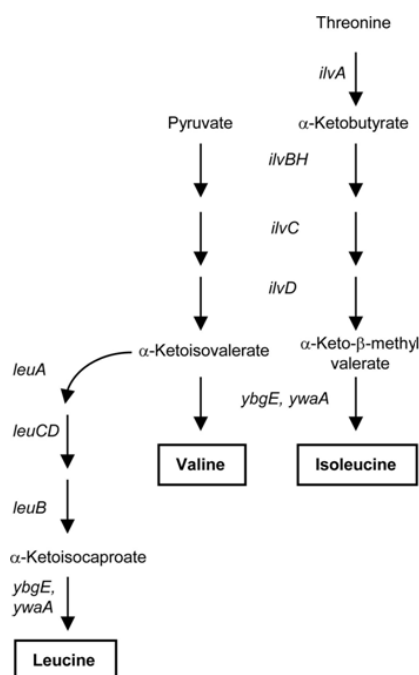 Threonine
ilvA
Pyruvate
α-Ketobutyrate
ilvBH
ilvC
ilvD
α-Ketoisovalerate
α-Keto-β-methyl
valerate
leuA
ybgE, ywaA
leuCD
Valine
Isoleucine
leuB
α-Ketoisocaproate
ybgE,
ywaA
Leucine